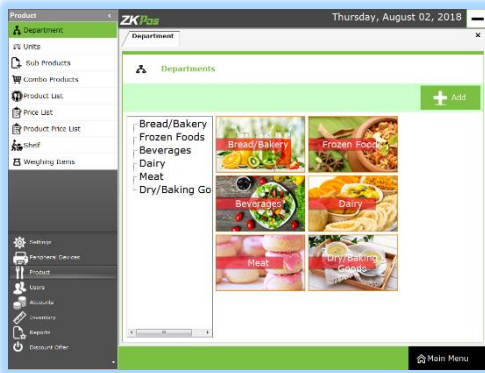 Product
ZKPos
Thursday, August 02, 2018
Department
Units
Sub Products
Combo Products
Product List
Price List
Product Price List
Shelf
Weighing Items
Settings
Peripheral Devices
Product
Users
Accounts
Inventory
Reports
Discount Offer
Department
Departments
Add
Bread/Bakery
Frozen Foods
Beverages
Dairy
Meat
Dry/Baking Go
Bread/Bakery
Frozen Foods
Beverages
Dairy
Meat
Dry/Baking
Goods
Main Menu